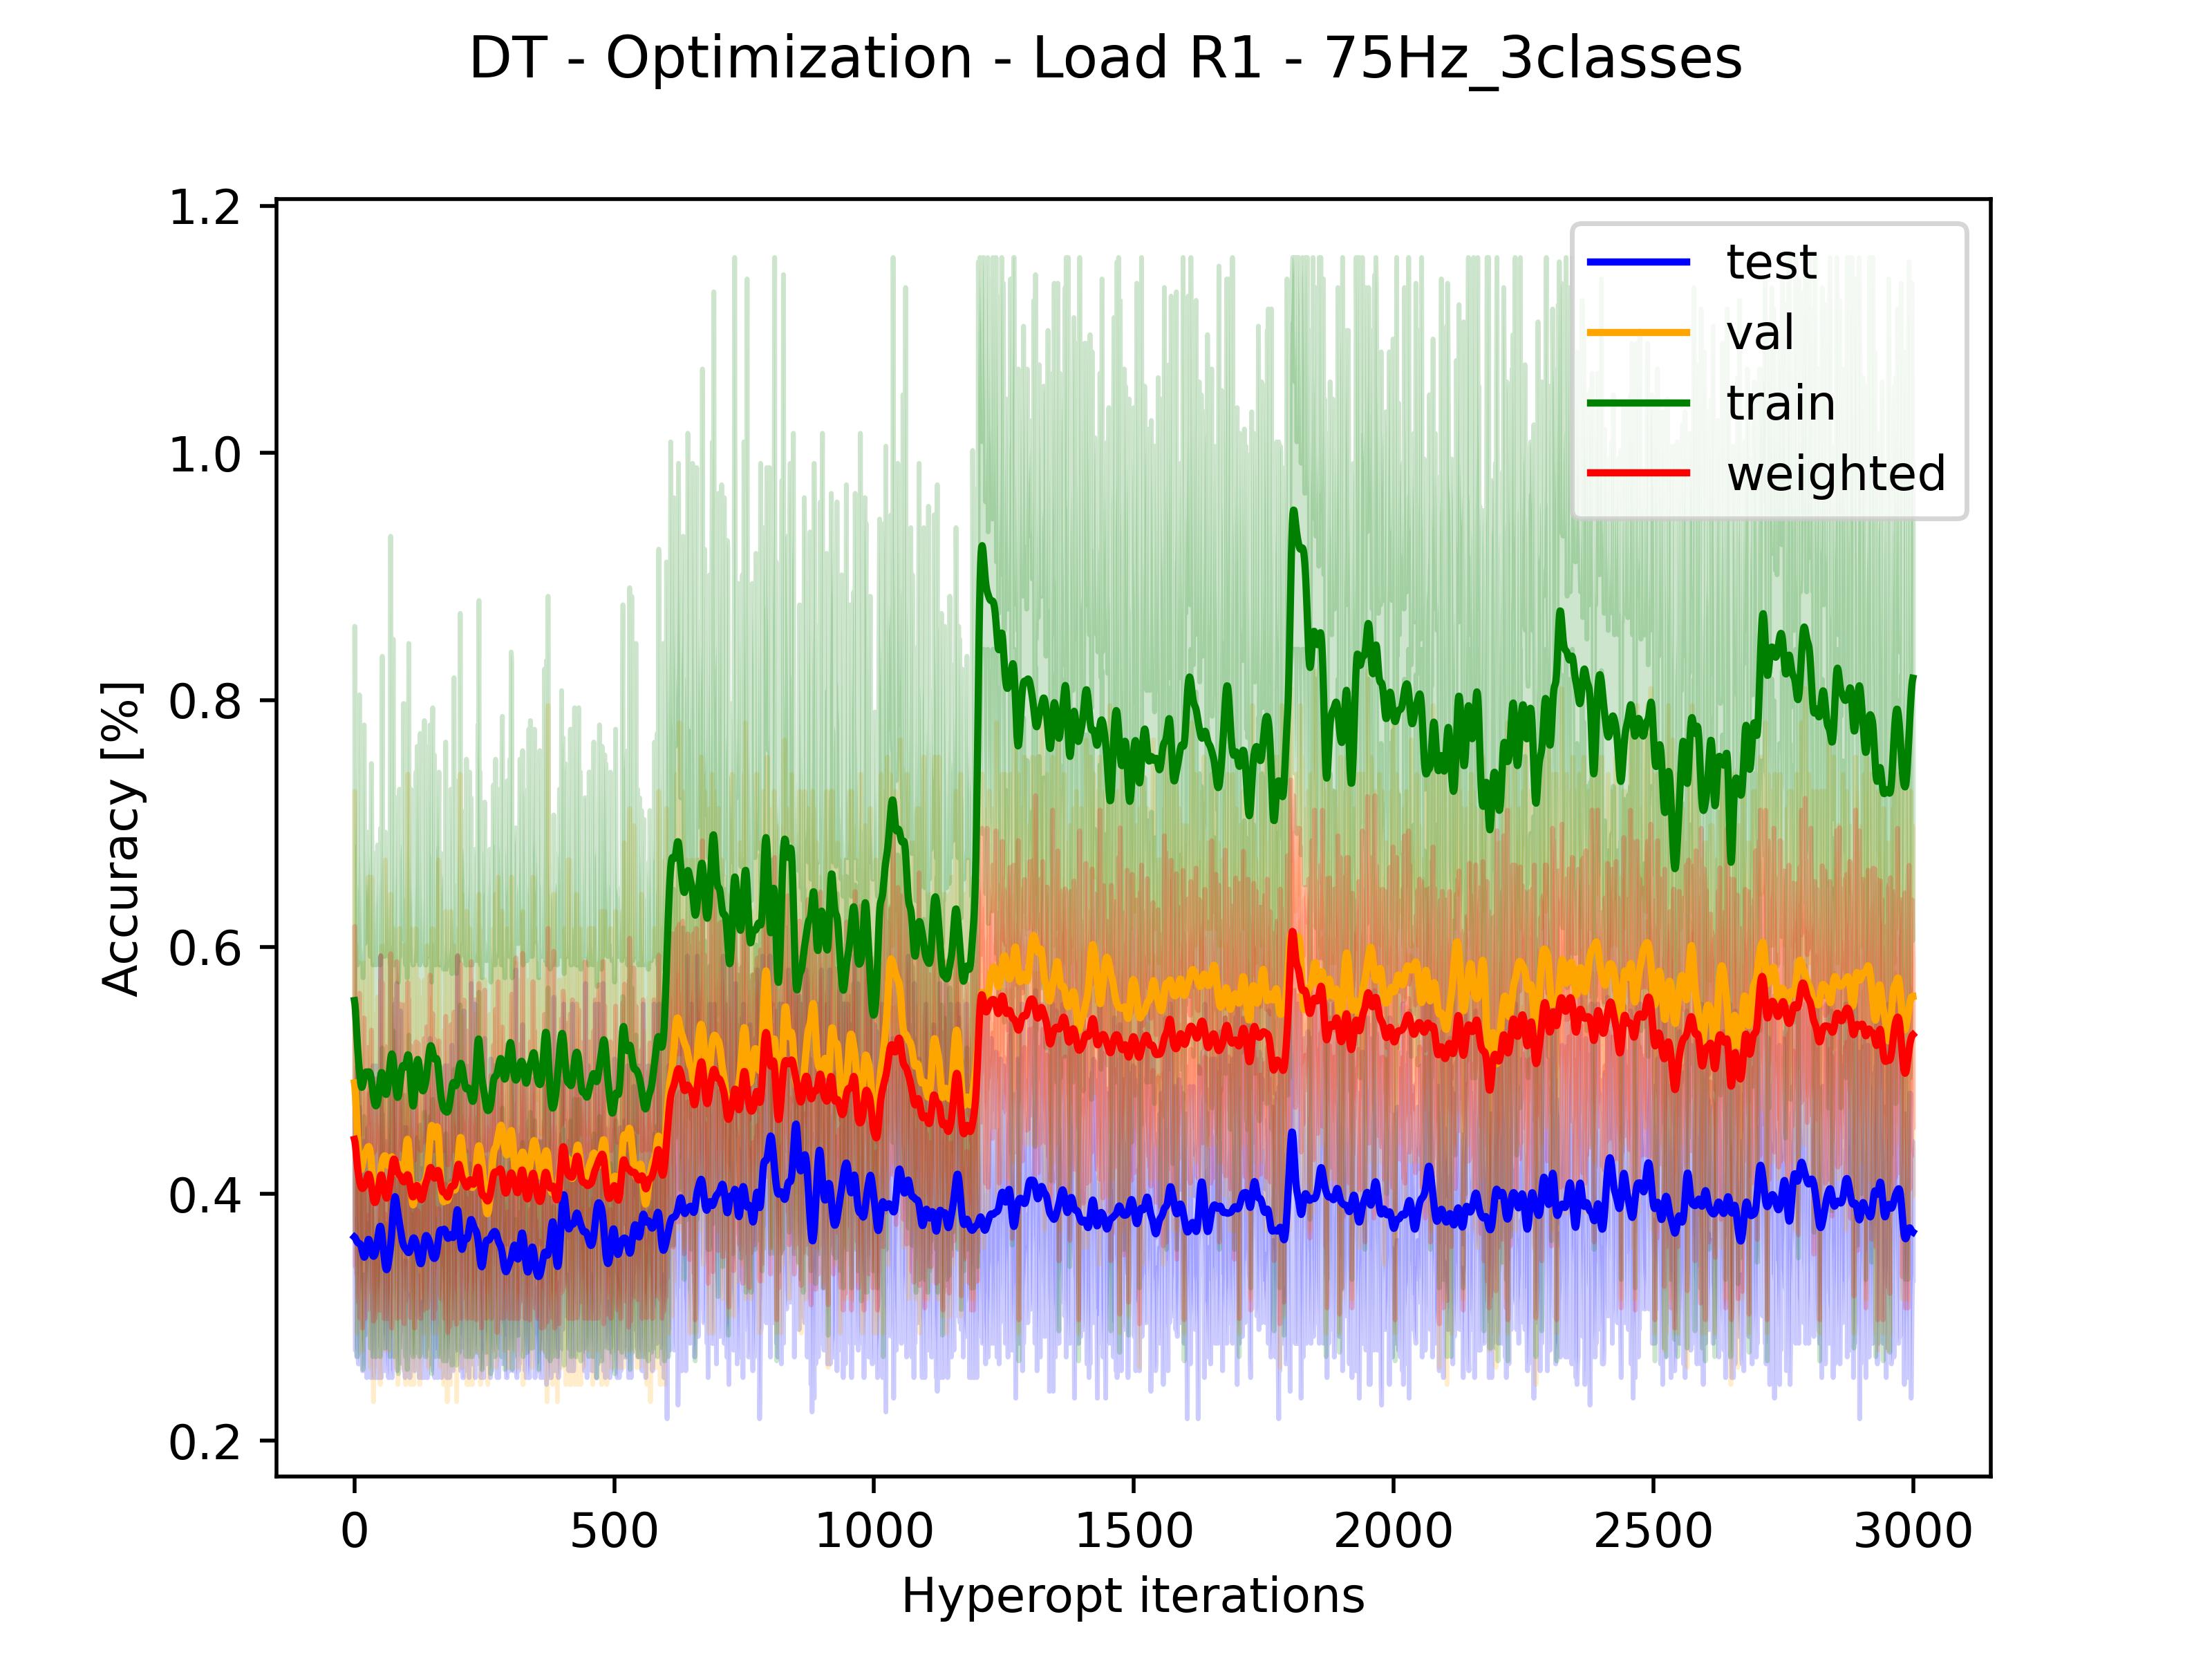 DT - Optimization - Load R1 - 75Hz_3classes
1.2
1.0
0.8
0.6
0.4
0.2
Accuracy [%]
test
val
train
weighted
0 500 1000 1500 2000 2500 3000
Hyperopt iterations